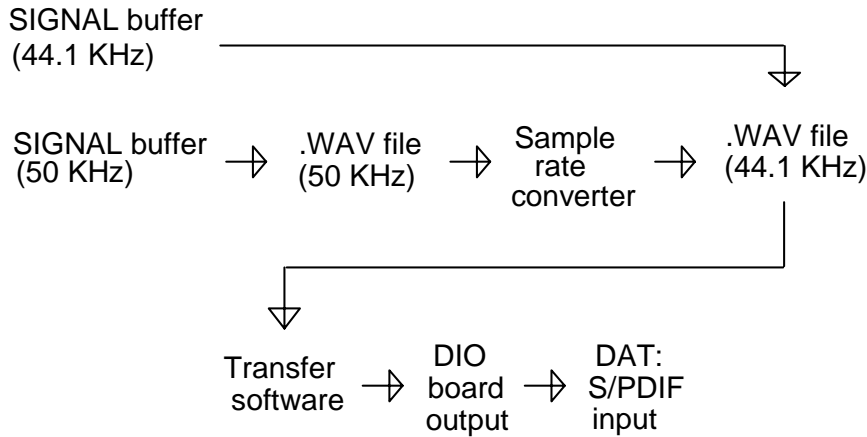 SIGNAL buffer
(44.1 KHz)
SIGNAL buffer
(50 KHz)
.WAV file
(50 KHz)
Sample
rate
converter
.WAV file
(44.1 KHz)
Transfer
software
DIO
board
output
DAT:
S/PDIF
input